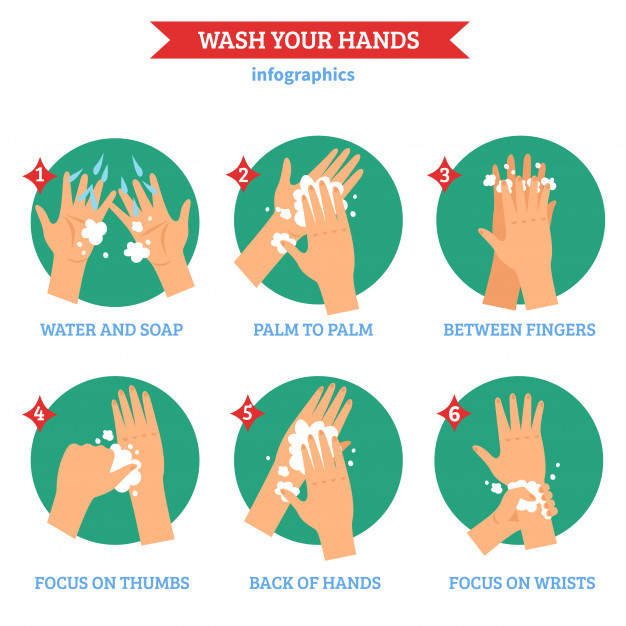 WASH YOUR HANDS
infographics
1
2
3
WATER AND SOAP
PALM TO PALM
BETWEEN FINGERS
4
5
6
FOCUS ON THUMBS
BACK OF HANDS
FOCUS ON WRISTS